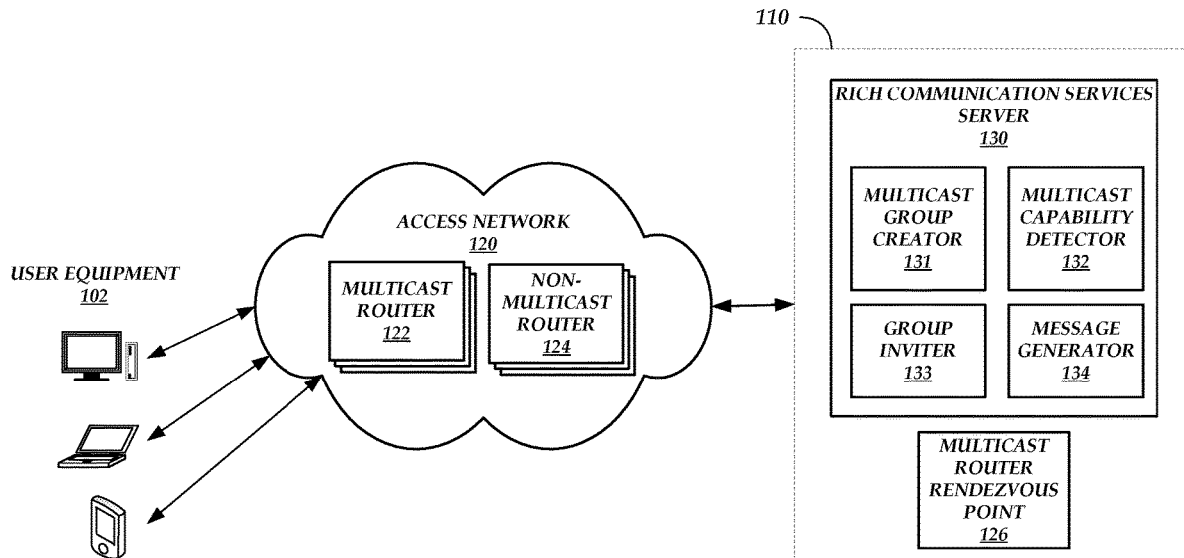 110
RICH COMMUNICATION SERVICES
SERVER
130
MULTICAST
GROUP
CREATOR
131
MULTICAST
CAPABILITY
DETECTOR
132
GROUP
INVITER
133
MESSAGE
GENERATOR
134
MULTICAST
ROUTER
RENDEZVOUS
POINT
126
ACCESS NETWORK
120
MULTICAST
ROUTER
122
NON-
MULTICAST
ROUTER
124
USER EQUIPMENT
102